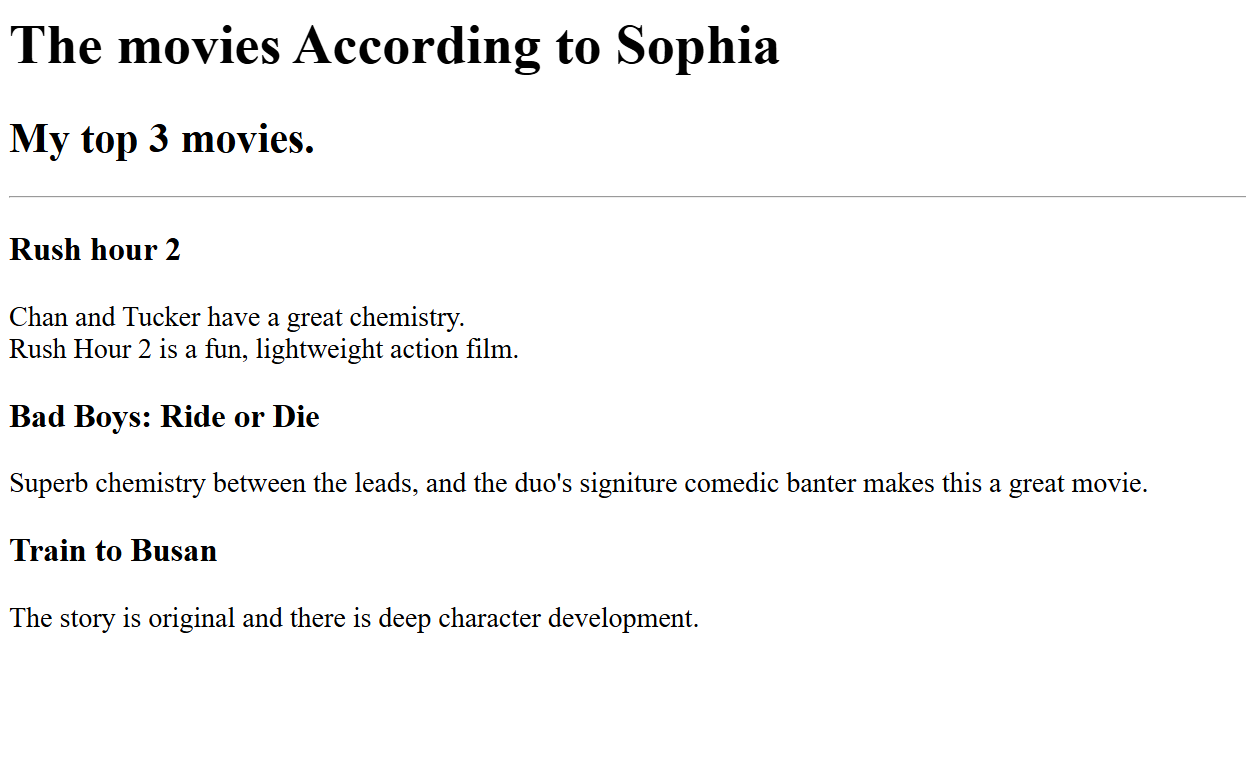 The movies According to Sophia
My top 3 movies.
Rush hour 2
Chan and Tucker have a great chemistry.
Rush Hour 2 is a fun, lightweight action film.
Bad Boys: Ride or Die
Superb chemistry between the leads, and the duo's signiture comedic banter makes this a great movie.
Train to Busan
The story is original and there is deep character development.